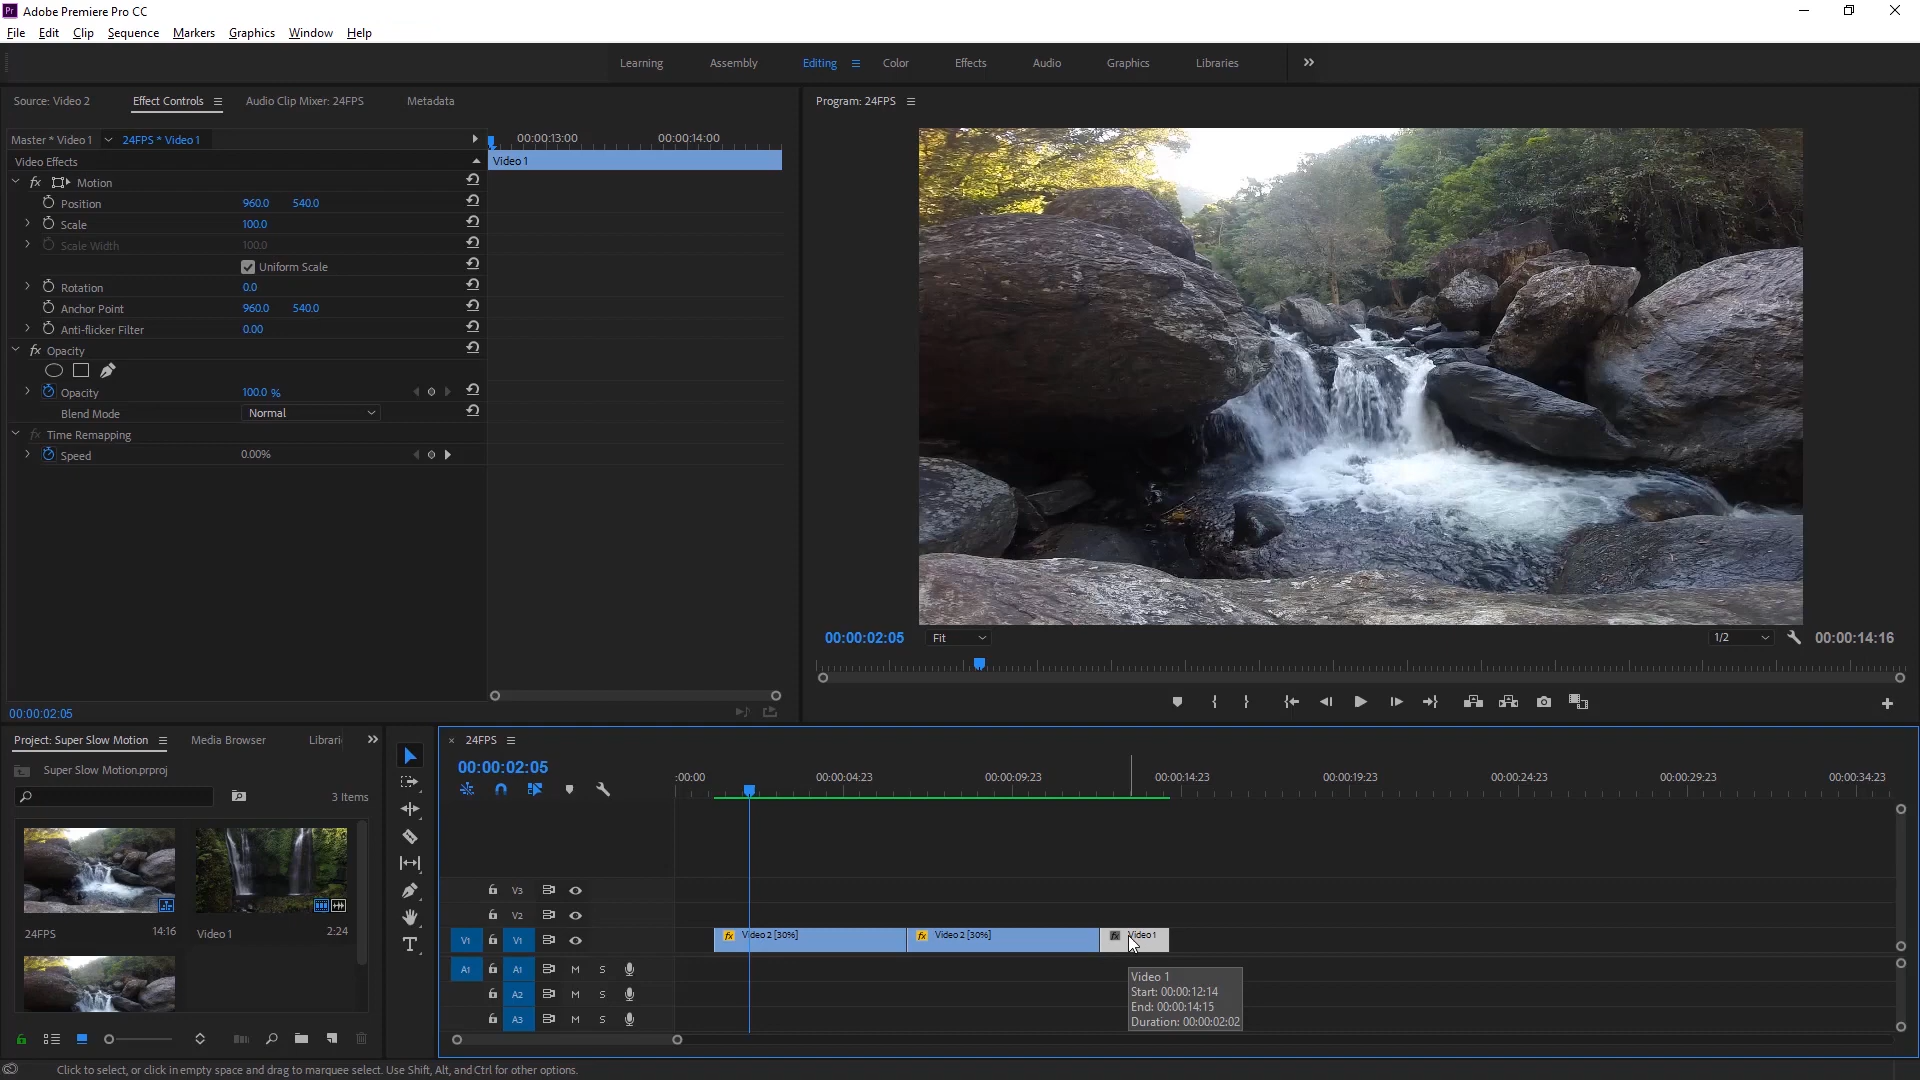 Adobe Premiere Pro CC
File Edit Clip Sequence Markers Graphics Window Help
Learning Assembly Editing Color Effects Audio Graphics Libraries
Source: Video 2 Effect Controls Audio Clip Mixer: 24FPS Metadata
Program: 24FPS
Master * Video 1 24FPS * Video 1
00:00:13:00 00:00:14:00
Video Effects
Video 1
fx Motion
Position 960.0 540.0
Scale 100.0
Scale Width 100.0
Uniform Scale
Rotation 0.0
Anchor Point 960.0 540.0
Anti-flicker Filter 0.00
fx Opacity
Opacity 100.0 %
Blend Mode Normal
fx Time Remapping
Speed 0.00%
00:00:02:05
00:00:02:05 Fit 1/2 00:00:14:16
Project: Super Slow Motion Media Browser Librari
Super Slow Motion.prproj
3 Items
24FPS 14:16
Video 1 2:24
24FPS
00:00:02:05
:00:00 00:00:04:23 00:00:09:23 00:00:14:23 00:00:19:23 00:00:24:23 00:00:29:23 00:00:34:23
V3
V2
V1 V1
fx Video 2 [30%] fx Video 2 [30%] fx Video 1
A1 A1 M S
A2 M S
A3 M S
Video 1
Start: 00:00:12:14
End: 00:00:14:15
Duration: 00:00:02:02
Click to select, or click in empty space and drag to marquee select. Use Shift, Alt, and Ctrl for other options.